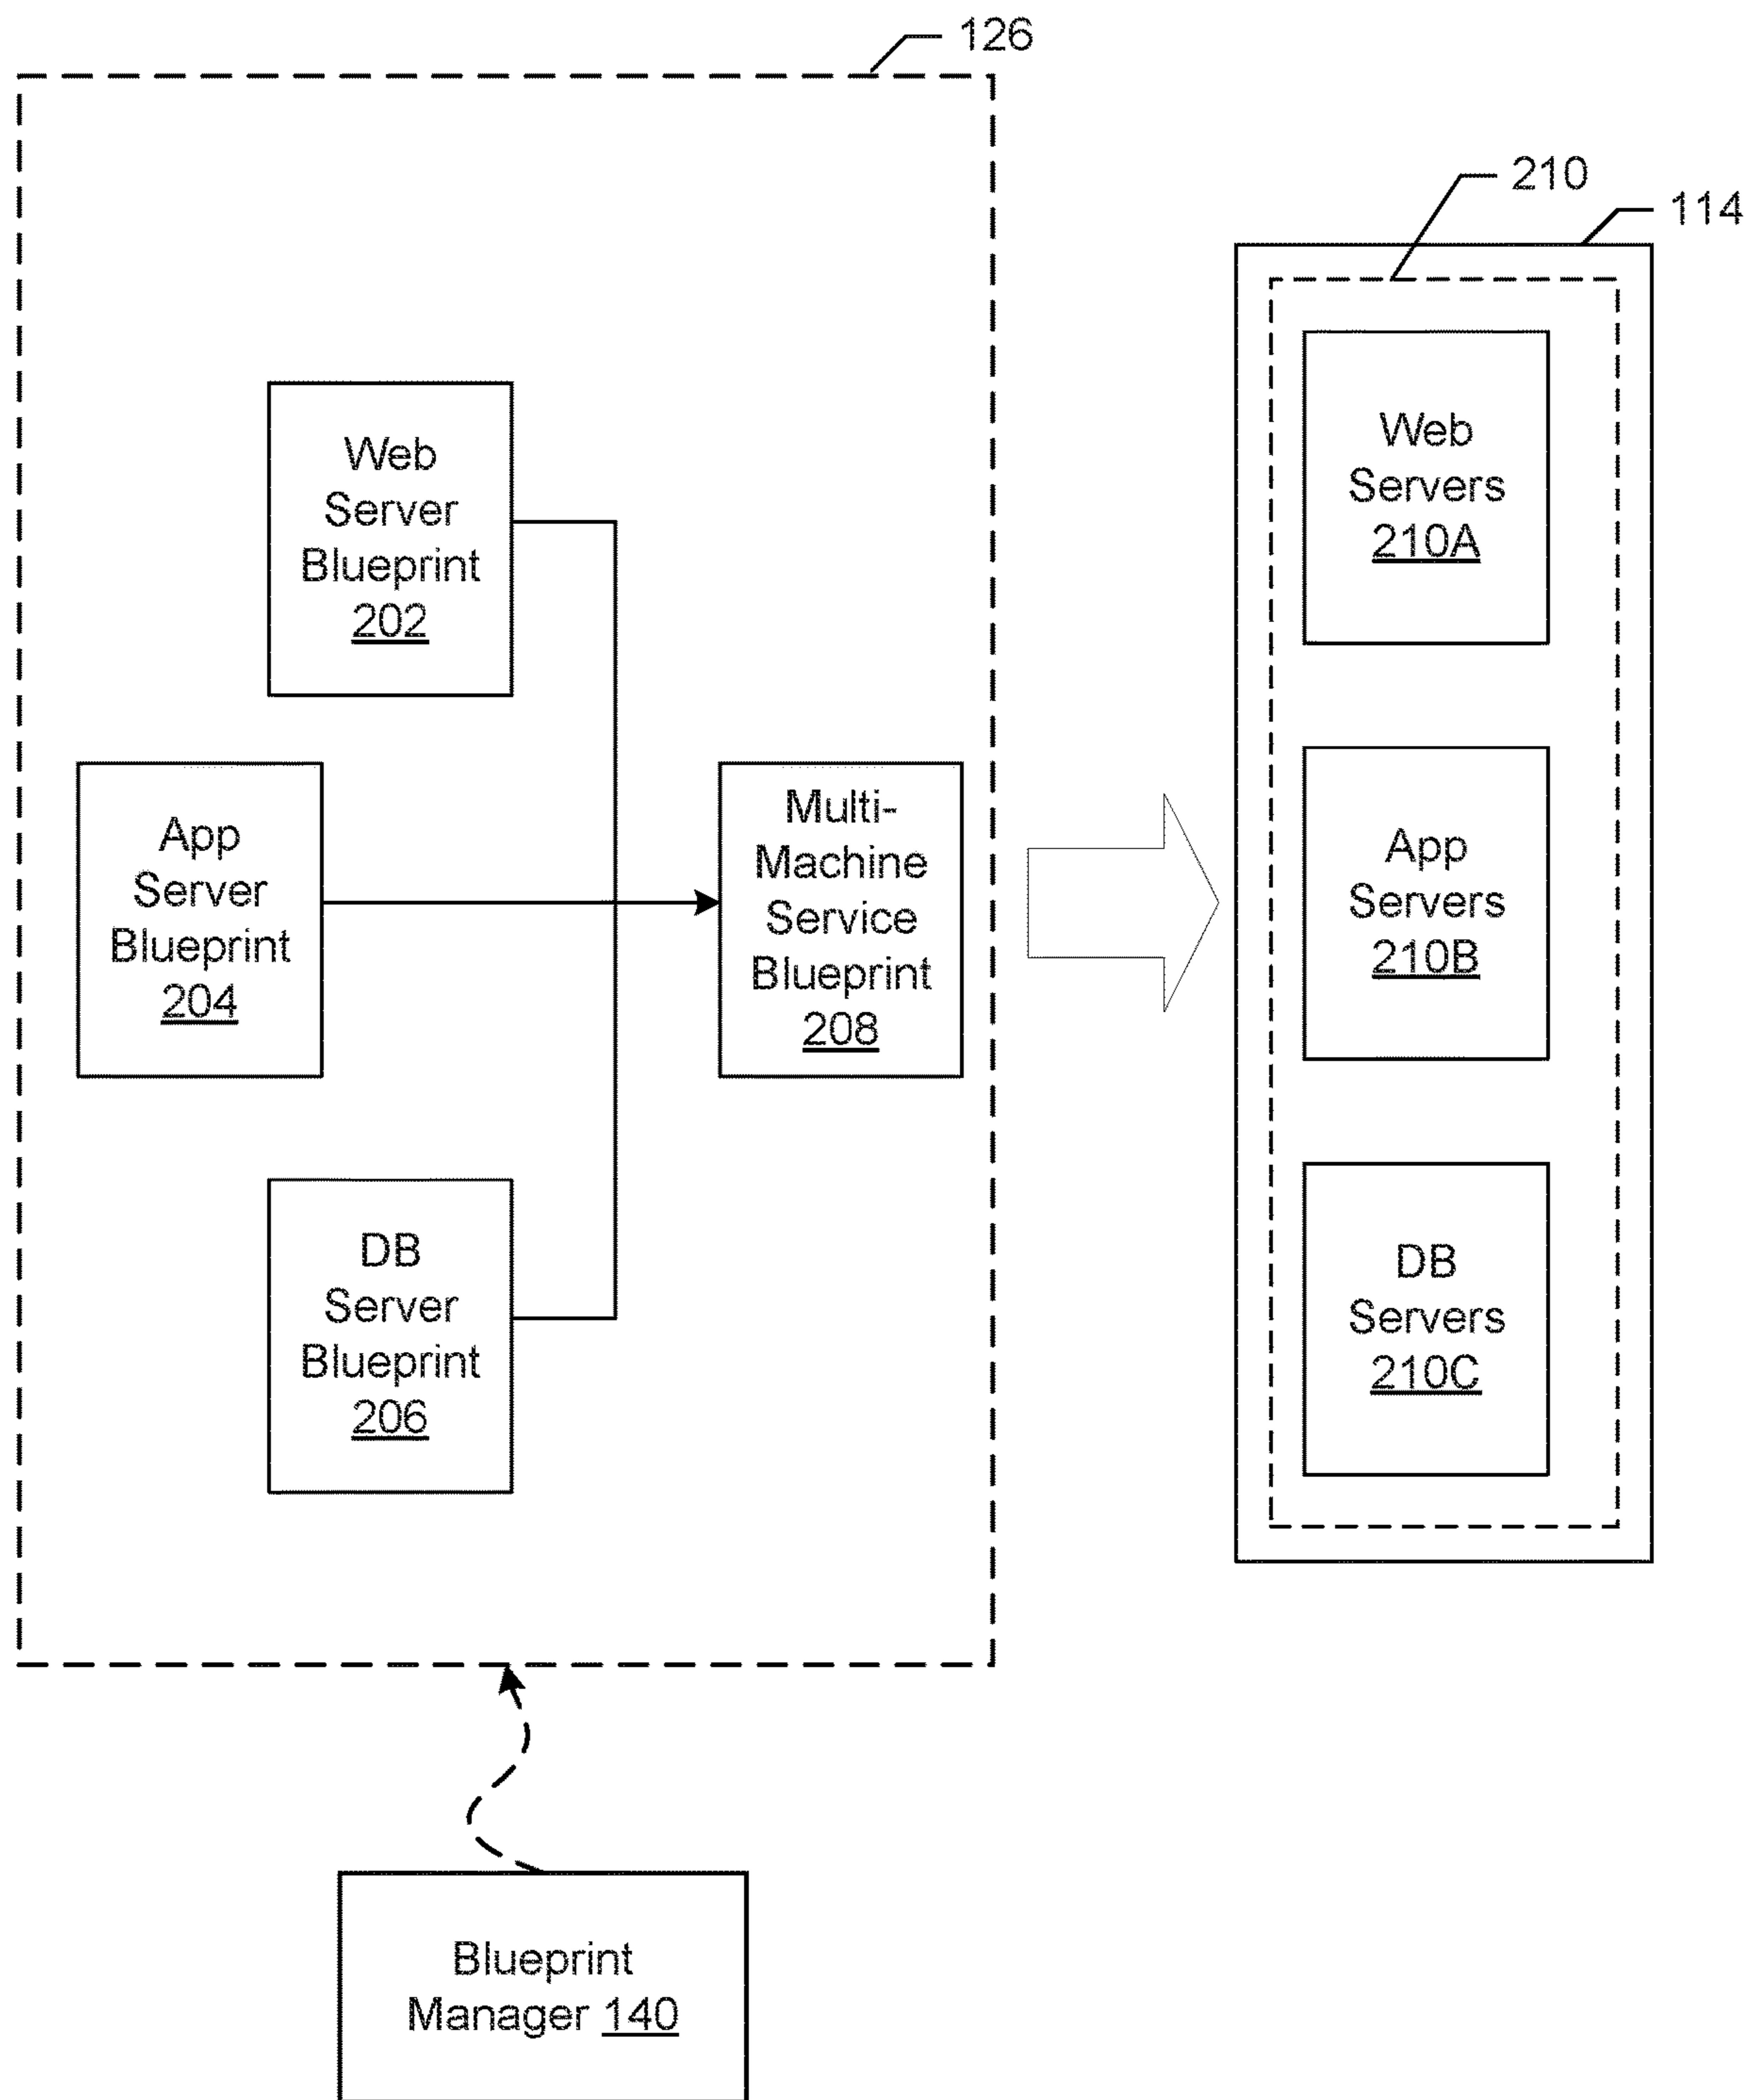 126
210
114
Web
Server
Blueprint
202
App
Server
Blueprint
204
DB
Server
Blueprint
206
Multi-
Machine
Service
Blueprint
208
Web
Servers
210A
App
Servers
210B
DB
Servers
210C
Blueprint
Manager 140